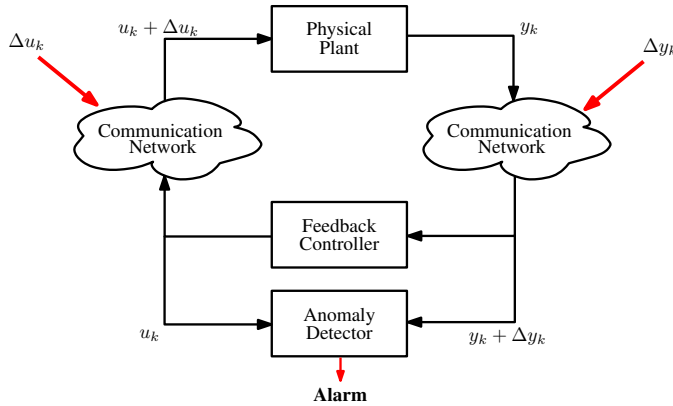 u_k + Δu_k
Physical
Plant
y_k
Δu_k
Δy_k
Communication
Network
Communication
Network
Feedback
Controller
Anomaly
Detector
u_k
y_k + Δy_k
Alarm